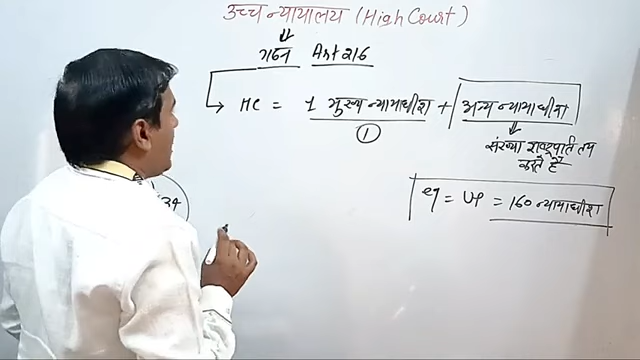 उच्च न्यायालय (High Court)
गठन Art 216
HC = 1 मुख्य न्यायाधीश + अन्य न्यायाधीश
1
संख्या राष्ट्रपति तय
करते हैं
eg = UP = 160 न्यायाधीश